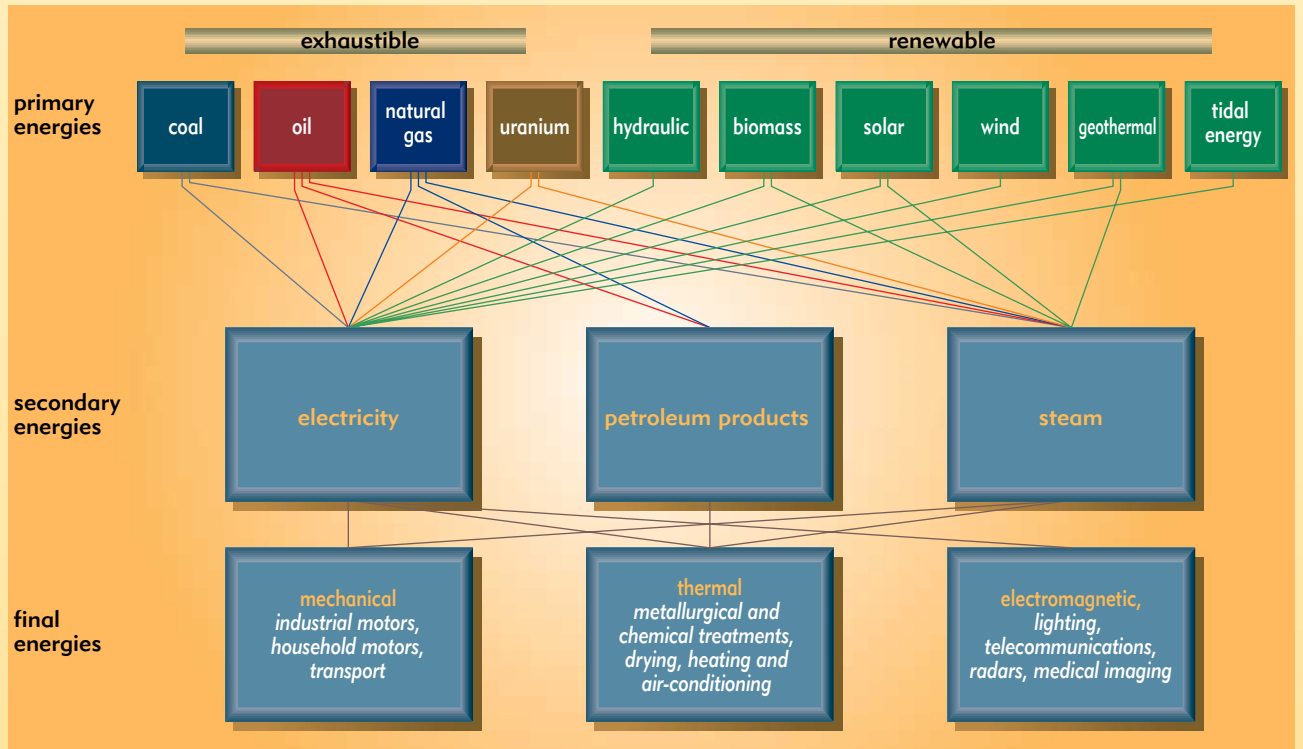 exhaustible
renewable
primary
energies
coal
oil
natural
gas
uranium
hydraulic
biomass
solar
wind
geothermal
tidal
energy
secondary
energies
electricity
petroleum products
steam
final
energies
mechanical
industrial motors,
household motors,
transport
thermal
metallurgical and
chemical treatments,
drying, heating and
air-conditioning
electromagnetic,
lighting,
telecommunications,
radars, medical imaging